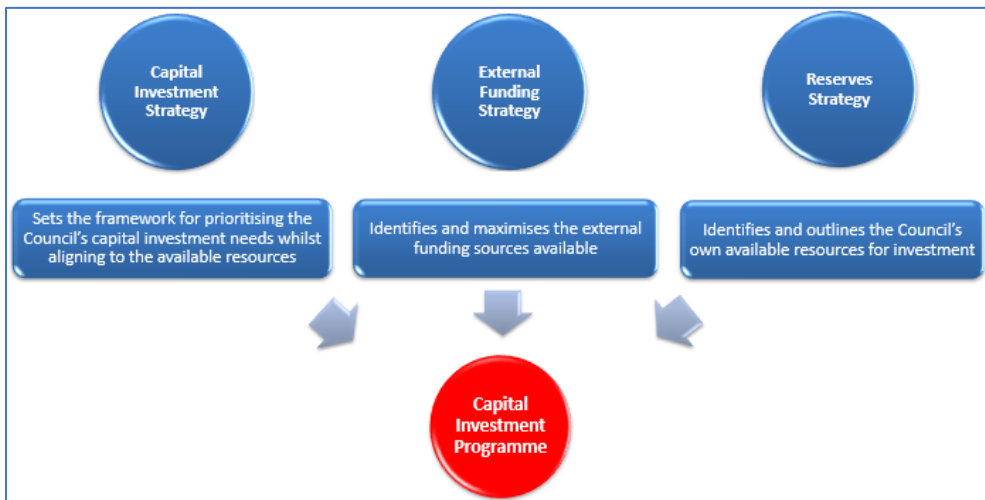 Capital
Investment
Strategy
External
Funding
Strategy
Reserves
Strategy
Sets the framework for prioritising the
Council's capital investment needs whilst
aligning to the available resources
Identifies and maximises the external
funding sources available
Identifies and outlines the Council's
own available resources for investment
Capital
Investment
Programme